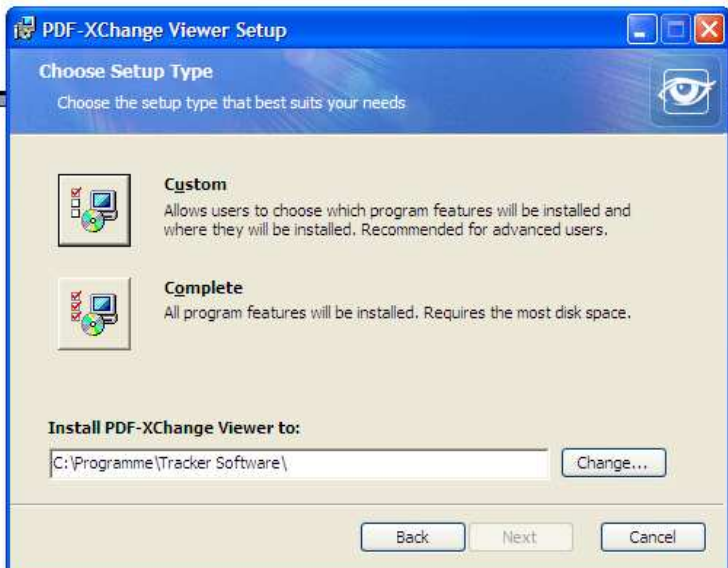 PDF-XChange Viewer Setup
Choose Setup Type
Choose the setup type that best suits your needs
Custom
Allows users to choose which program features will be installed and
where they will be installed. Recommended for advanced users.
Complete
All program features will be installed. Requires the most disk space.
Install PDF-XChange Viewer to:
C:\Programme\Tracker Software\
Change...
Back
Next
Cancel